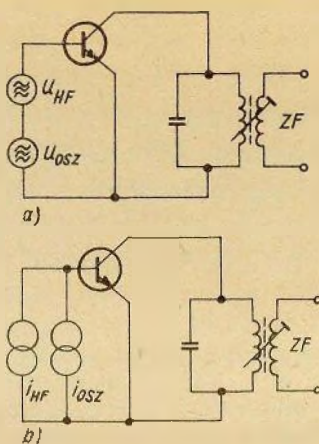 u_HF
ZF
u_OSZ
a)
i_HF i_OSZ ZF
b)